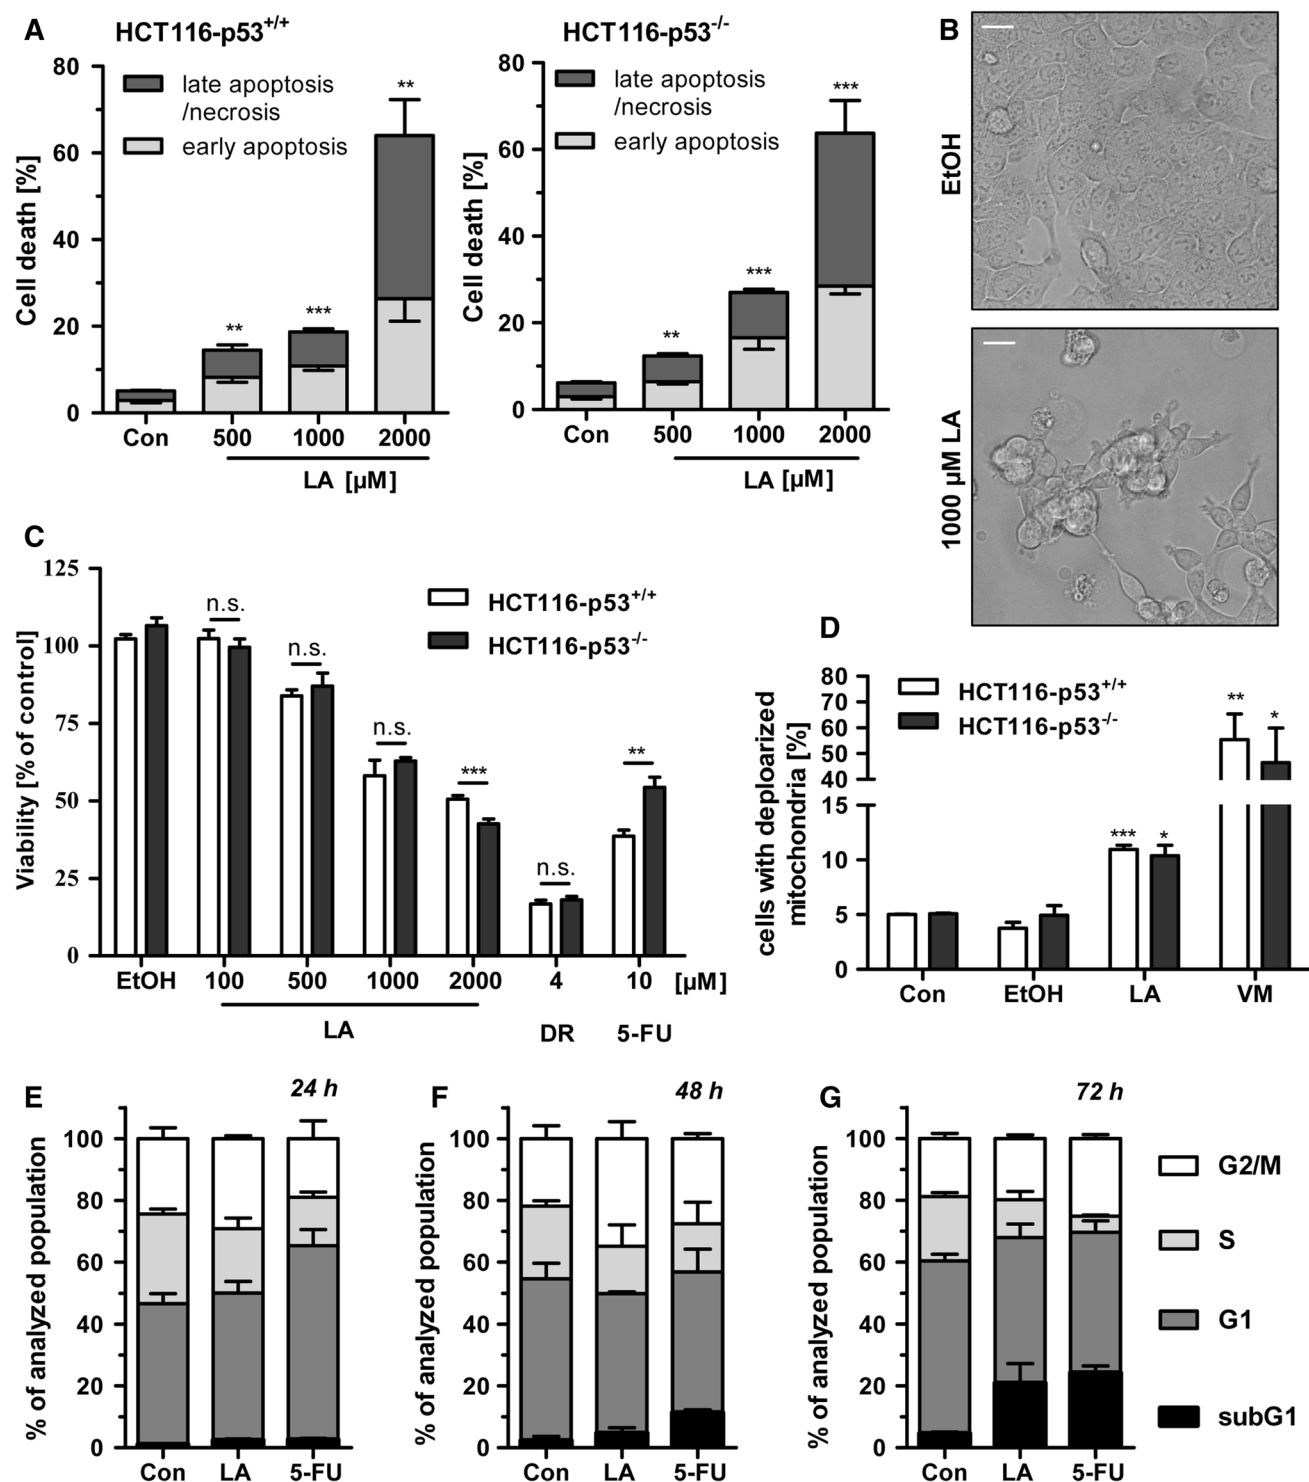 A
HCT116-p53+/+
late apoptosis
/necrosis
early apoptosis
Cell death [%]
80
60
40
20
0
**
***
**
Con
500
1000
2000
LA [µM]
HCT116-p53-/-
late apoptosis
/necrosis
early apoptosis
Cell death [%]
80
60
40
20
0
**
***
***
Con
500
1000
2000
LA [µM]
B
EtOH
1000 µM LA
C
Viability [% of control]
125
100
75
50
25
0
HCT116-p53+/+
HCT116-p53-/-
n.s.
n.s.
n.s.
***
n.s.
**
EtOH
100
500
1000
2000
4
10
[µM]
LA
DR
5-FU
D
cells with deploarized
mitochondria [%]
80
70
60
50
40
15
10
5
0
HCT116-p53+/+
HCT116-p53-/-
***
*
**
*
Con
EtOH
LA
VM
E
24 h
% of analyzed population
100
80
60
40
20
0
Con
LA
5-FU
F
48 h
% of analyzed population
100
80
60
40
20
0
Con
LA
5-FU
G
72 h
% of analyzed population
100
80
60
40
20
0
Con
LA
5-FU
G2/M
S
G1
subG1